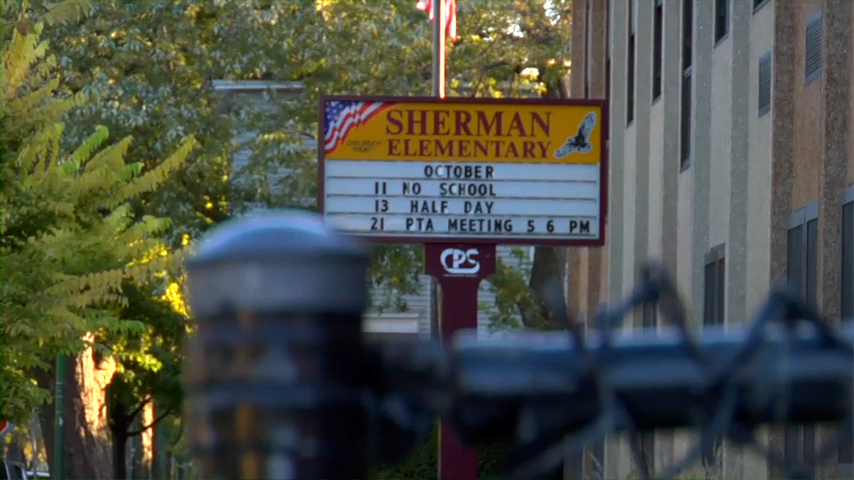 SHERMAN
ELEMENTARY
OCTOBER
11 NO SCHOOL
13 HALF DAY
21 PTA MEETING 5 6 PM
CPS